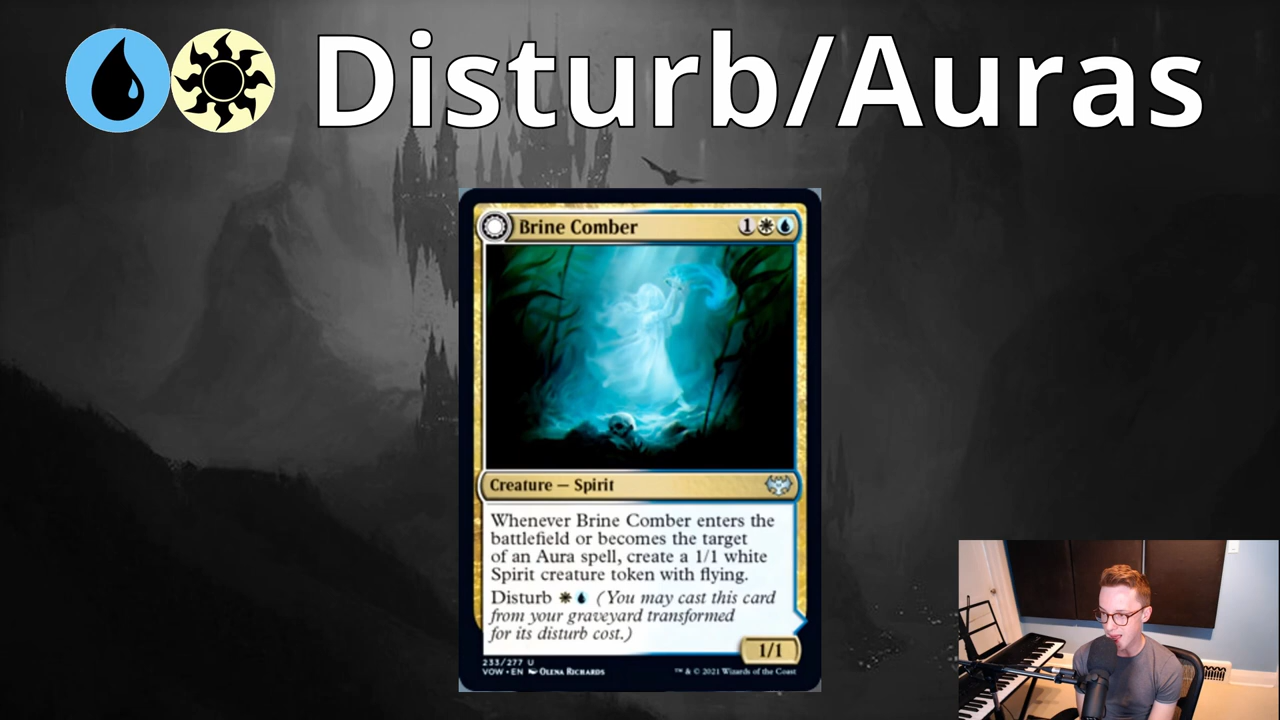 Disturb/Auras
Brine Comber 1
Creature — Spirit
Whenever Brine Comber enters the
battlefield or becomes the target
of an Aura spell, create a 1/1 white
Spirit creature token with flying.
Disturb (You may cast this card
from your graveyard transformed
for its disturb cost.)
1/1
233/277 U
VOW • EN Olena Richards
™ & © 2021 Wizards of the Coast